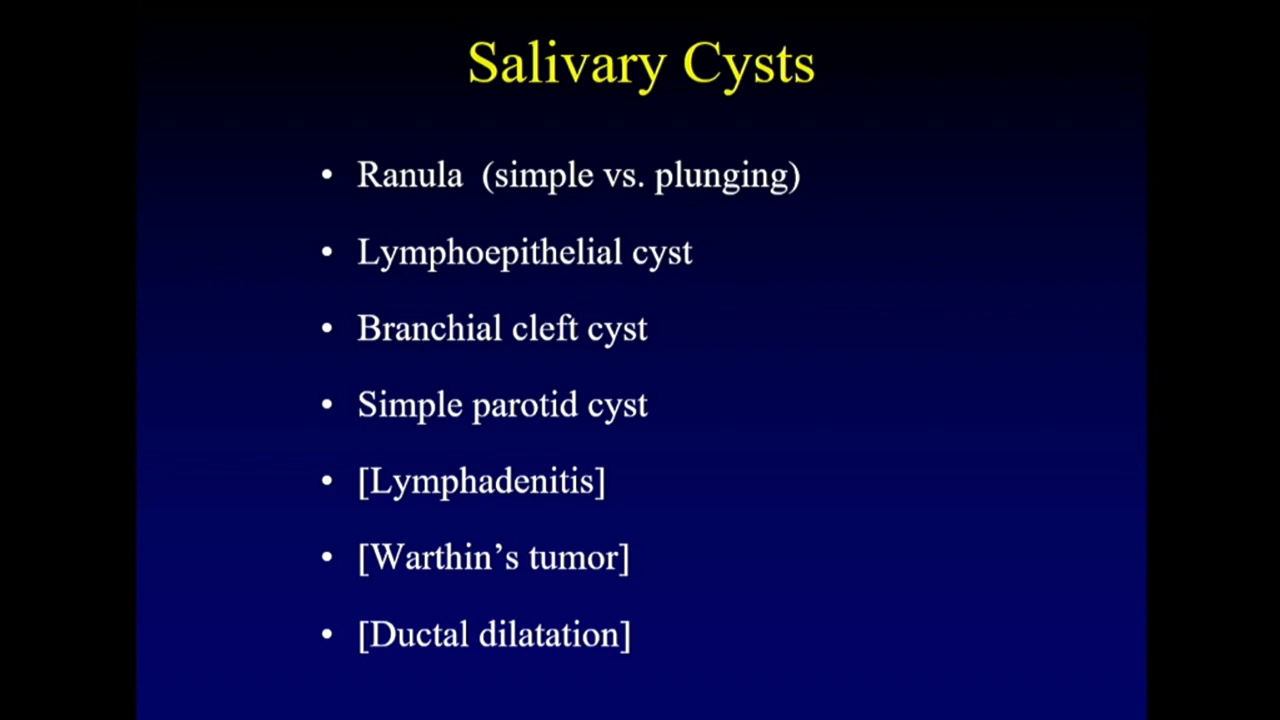 Salivary Cysts
• Ranula (simple vs. plunging)
• Lymphoepithelial cyst
• Branchial cleft cyst
• Simple parotid cyst
• [Lymphadenitis]
• [Warthin’s tumor]
• [Ductal dilatation]